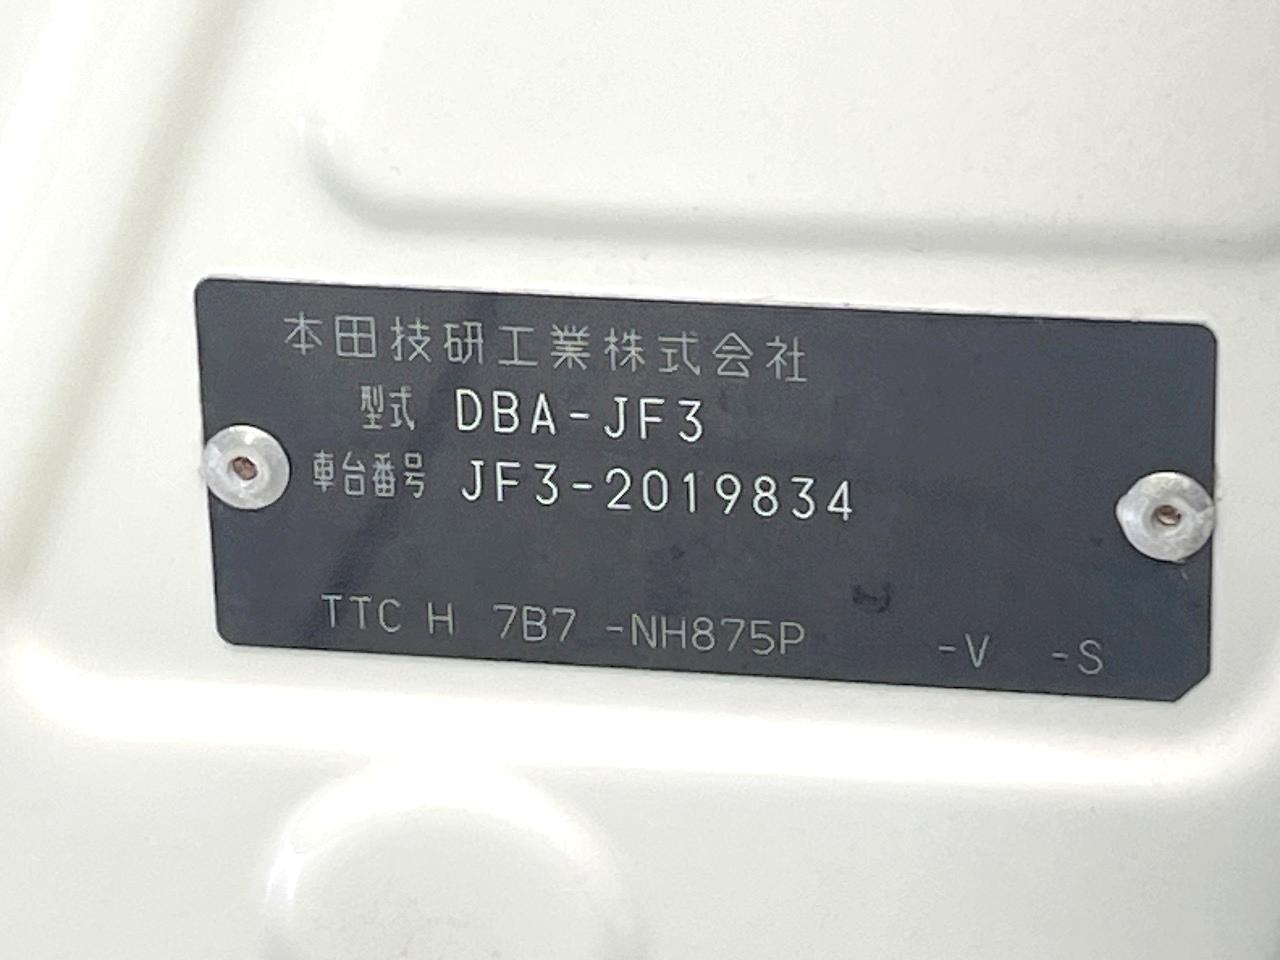 本田技研工業株式会社
型式 DBA-JF3
車台番号 JF3-2019834
TTC H 7B7 -NH875P -V -S